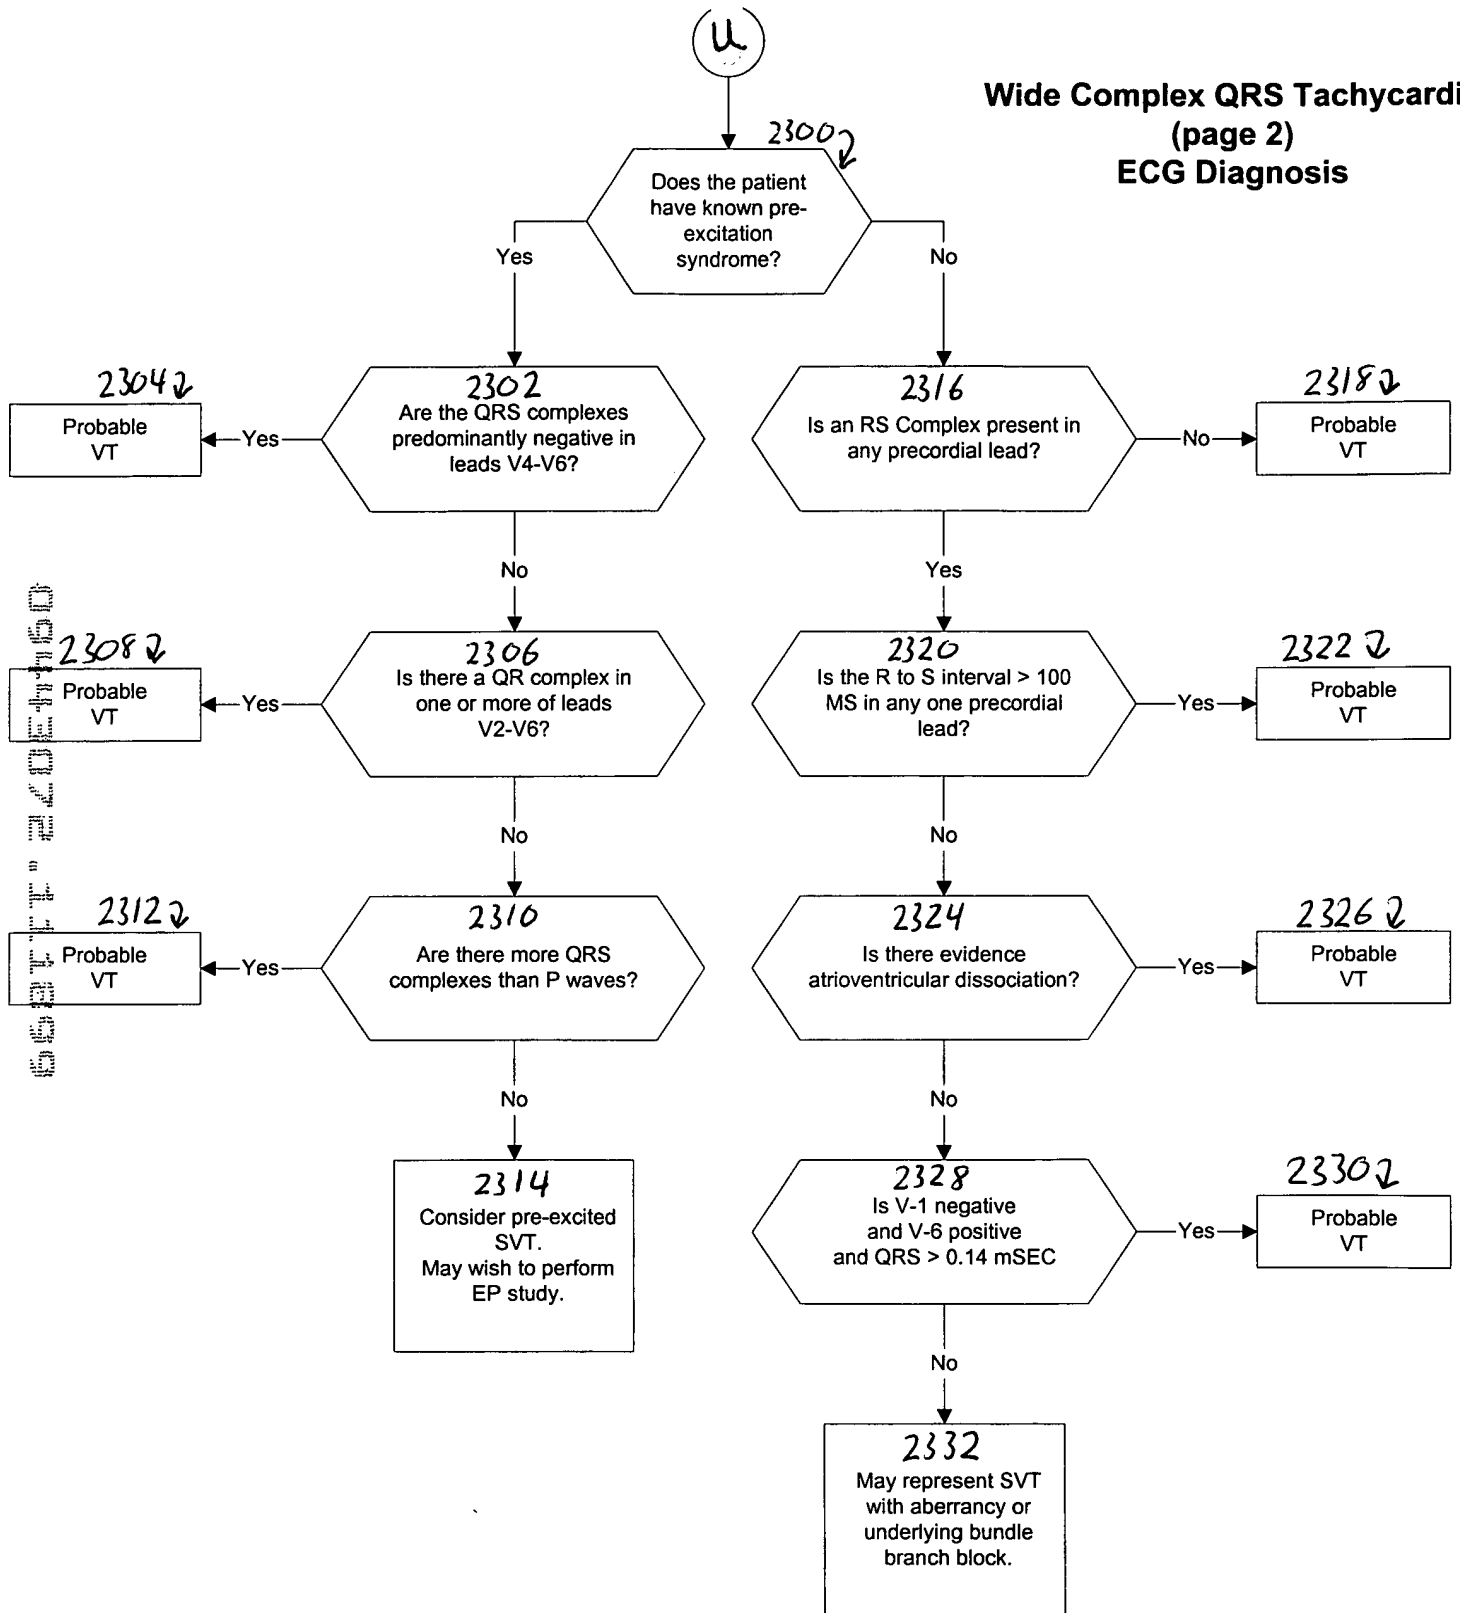 U
Wide Complex QRS Tachycardi
(page 2)
ECG Diagnosis
2300
Does the patient
have known pre-
excitation
syndrome?
Yes
No
2304
Probable
VT
Yes
2302
Are the QRS complexes
predominantly negative in
leads V4-V6?
2316
Is an RS Complex present in
any precordial lead?
No
2318
Probable
VT
No
Yes
2308
Probable
VT
Yes
2306
Is there a QR complex in
one or more of leads
V2-V6?
2320
Is the R to S interval > 100
MS in any one precordial
lead?
Yes
2322
Probable
VT
No
No
2312
Probable
VT
Yes
2310
Are there more QRS
complexes than P waves?
2324
Is there evidence
atrioventricular dissociation?
Yes
2326
Probable
VT
No
No
2314
Consider pre-excited
SVT.
May wish to perform
EP study.
2328
Is V-1 negative
and V-6 positive
and QRS > 0.14 mSEC
Yes
2330
Probable
VT
No
2332
May represent SVT
with aberrancy or
underlying bundle
branch block.
09443072.111899